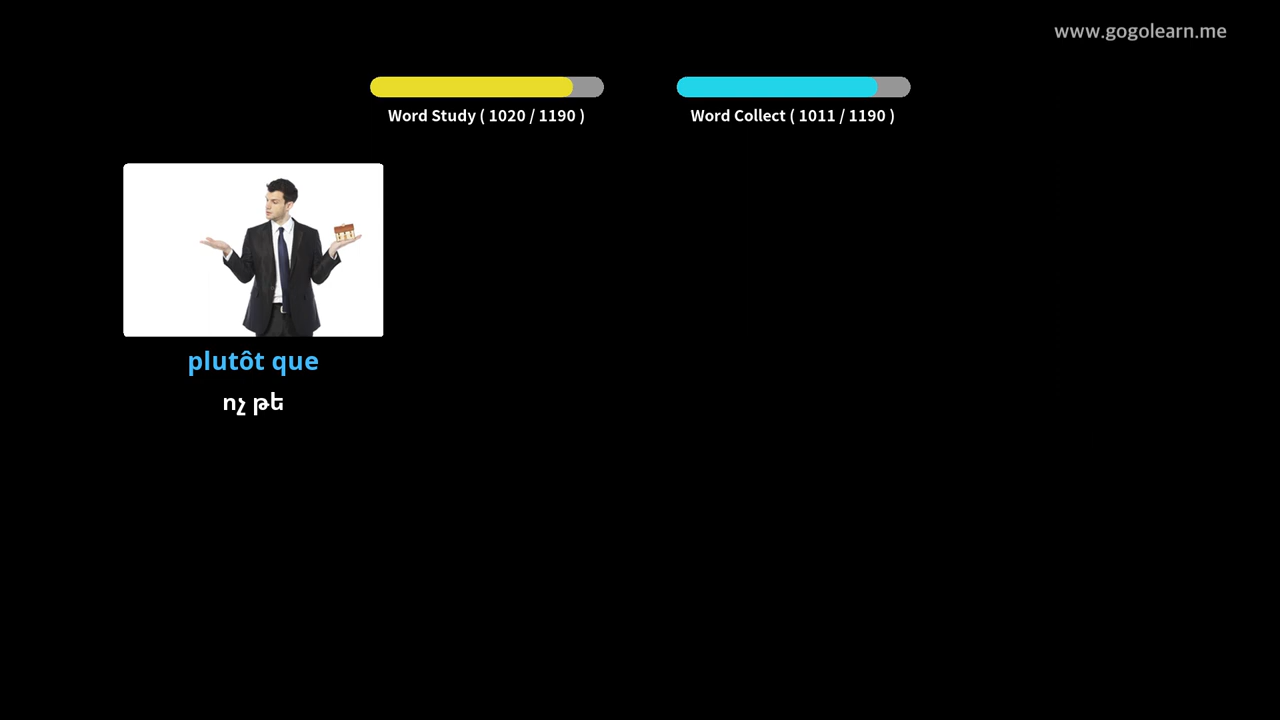 www.gogolearn.me
Word Study ( 1020 / 1190 )
Word Collect ( 1011 / 1190 )
plutôt que
ոչ թե